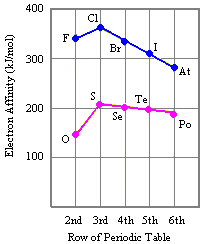 400
Cl
F
Br
I
300
At
Electron Affinity (kJ/mol)
200
S
Te
Se
Po
O
100
2nd 3rd 4th 5th 6th
Row of Periodic Table